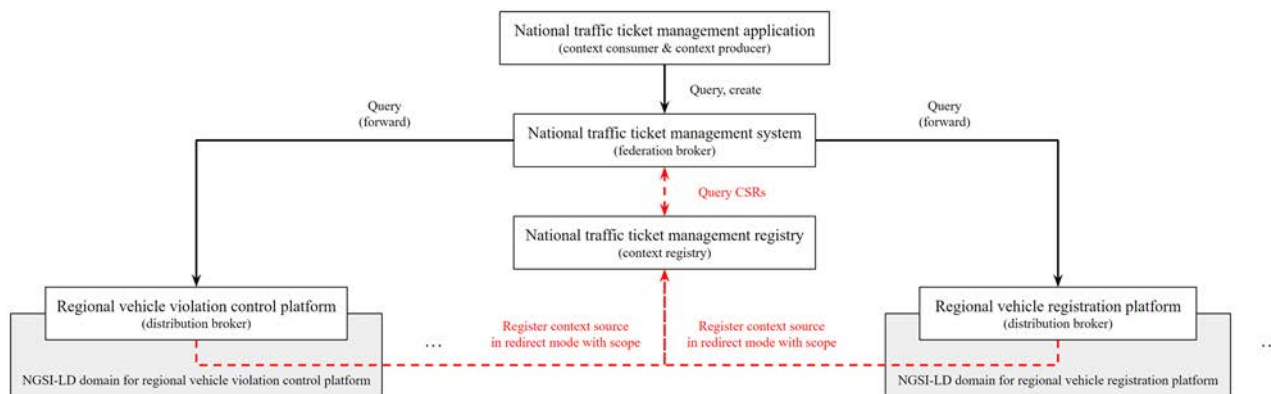 National traffic ticket management application
(context consumer & context producer)
Query, create
Query
(forward)
Query
(forward)
National traffic ticket management system
(federation broker)
Query CSRs
National traffic ticket management registry
(context registry)
Regional vehicle violation control platform
(distribution broker)
Regional vehicle registration platform
(distribution broker)
Register context source
in redirect mode with scope
Register context source
in redirect mode with scope
...
...
NGSI-LD domain for regional vehicle violation control platform
NGSI-LD domain for regional vehicle registration platform